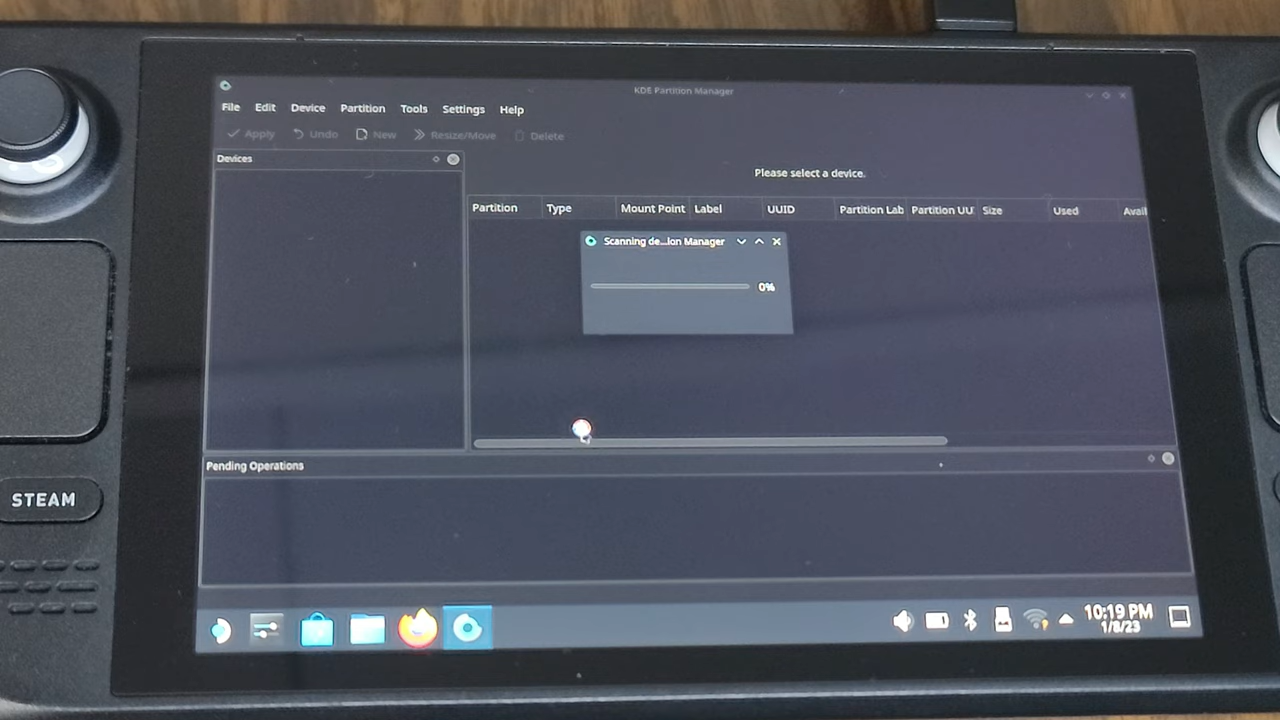 KDE Partition Manager
File Edit Device Partition Tools Settings Help
Apply Undo New Resize/Move Delete
Devices
Please select a device.
Partition Type Mount Point Label UUID Partition Lab Partition UU Size Used Avail
Scanning de...ion Manager
0%
Pending Operations
STEAM
10:19 PM
1/8/23